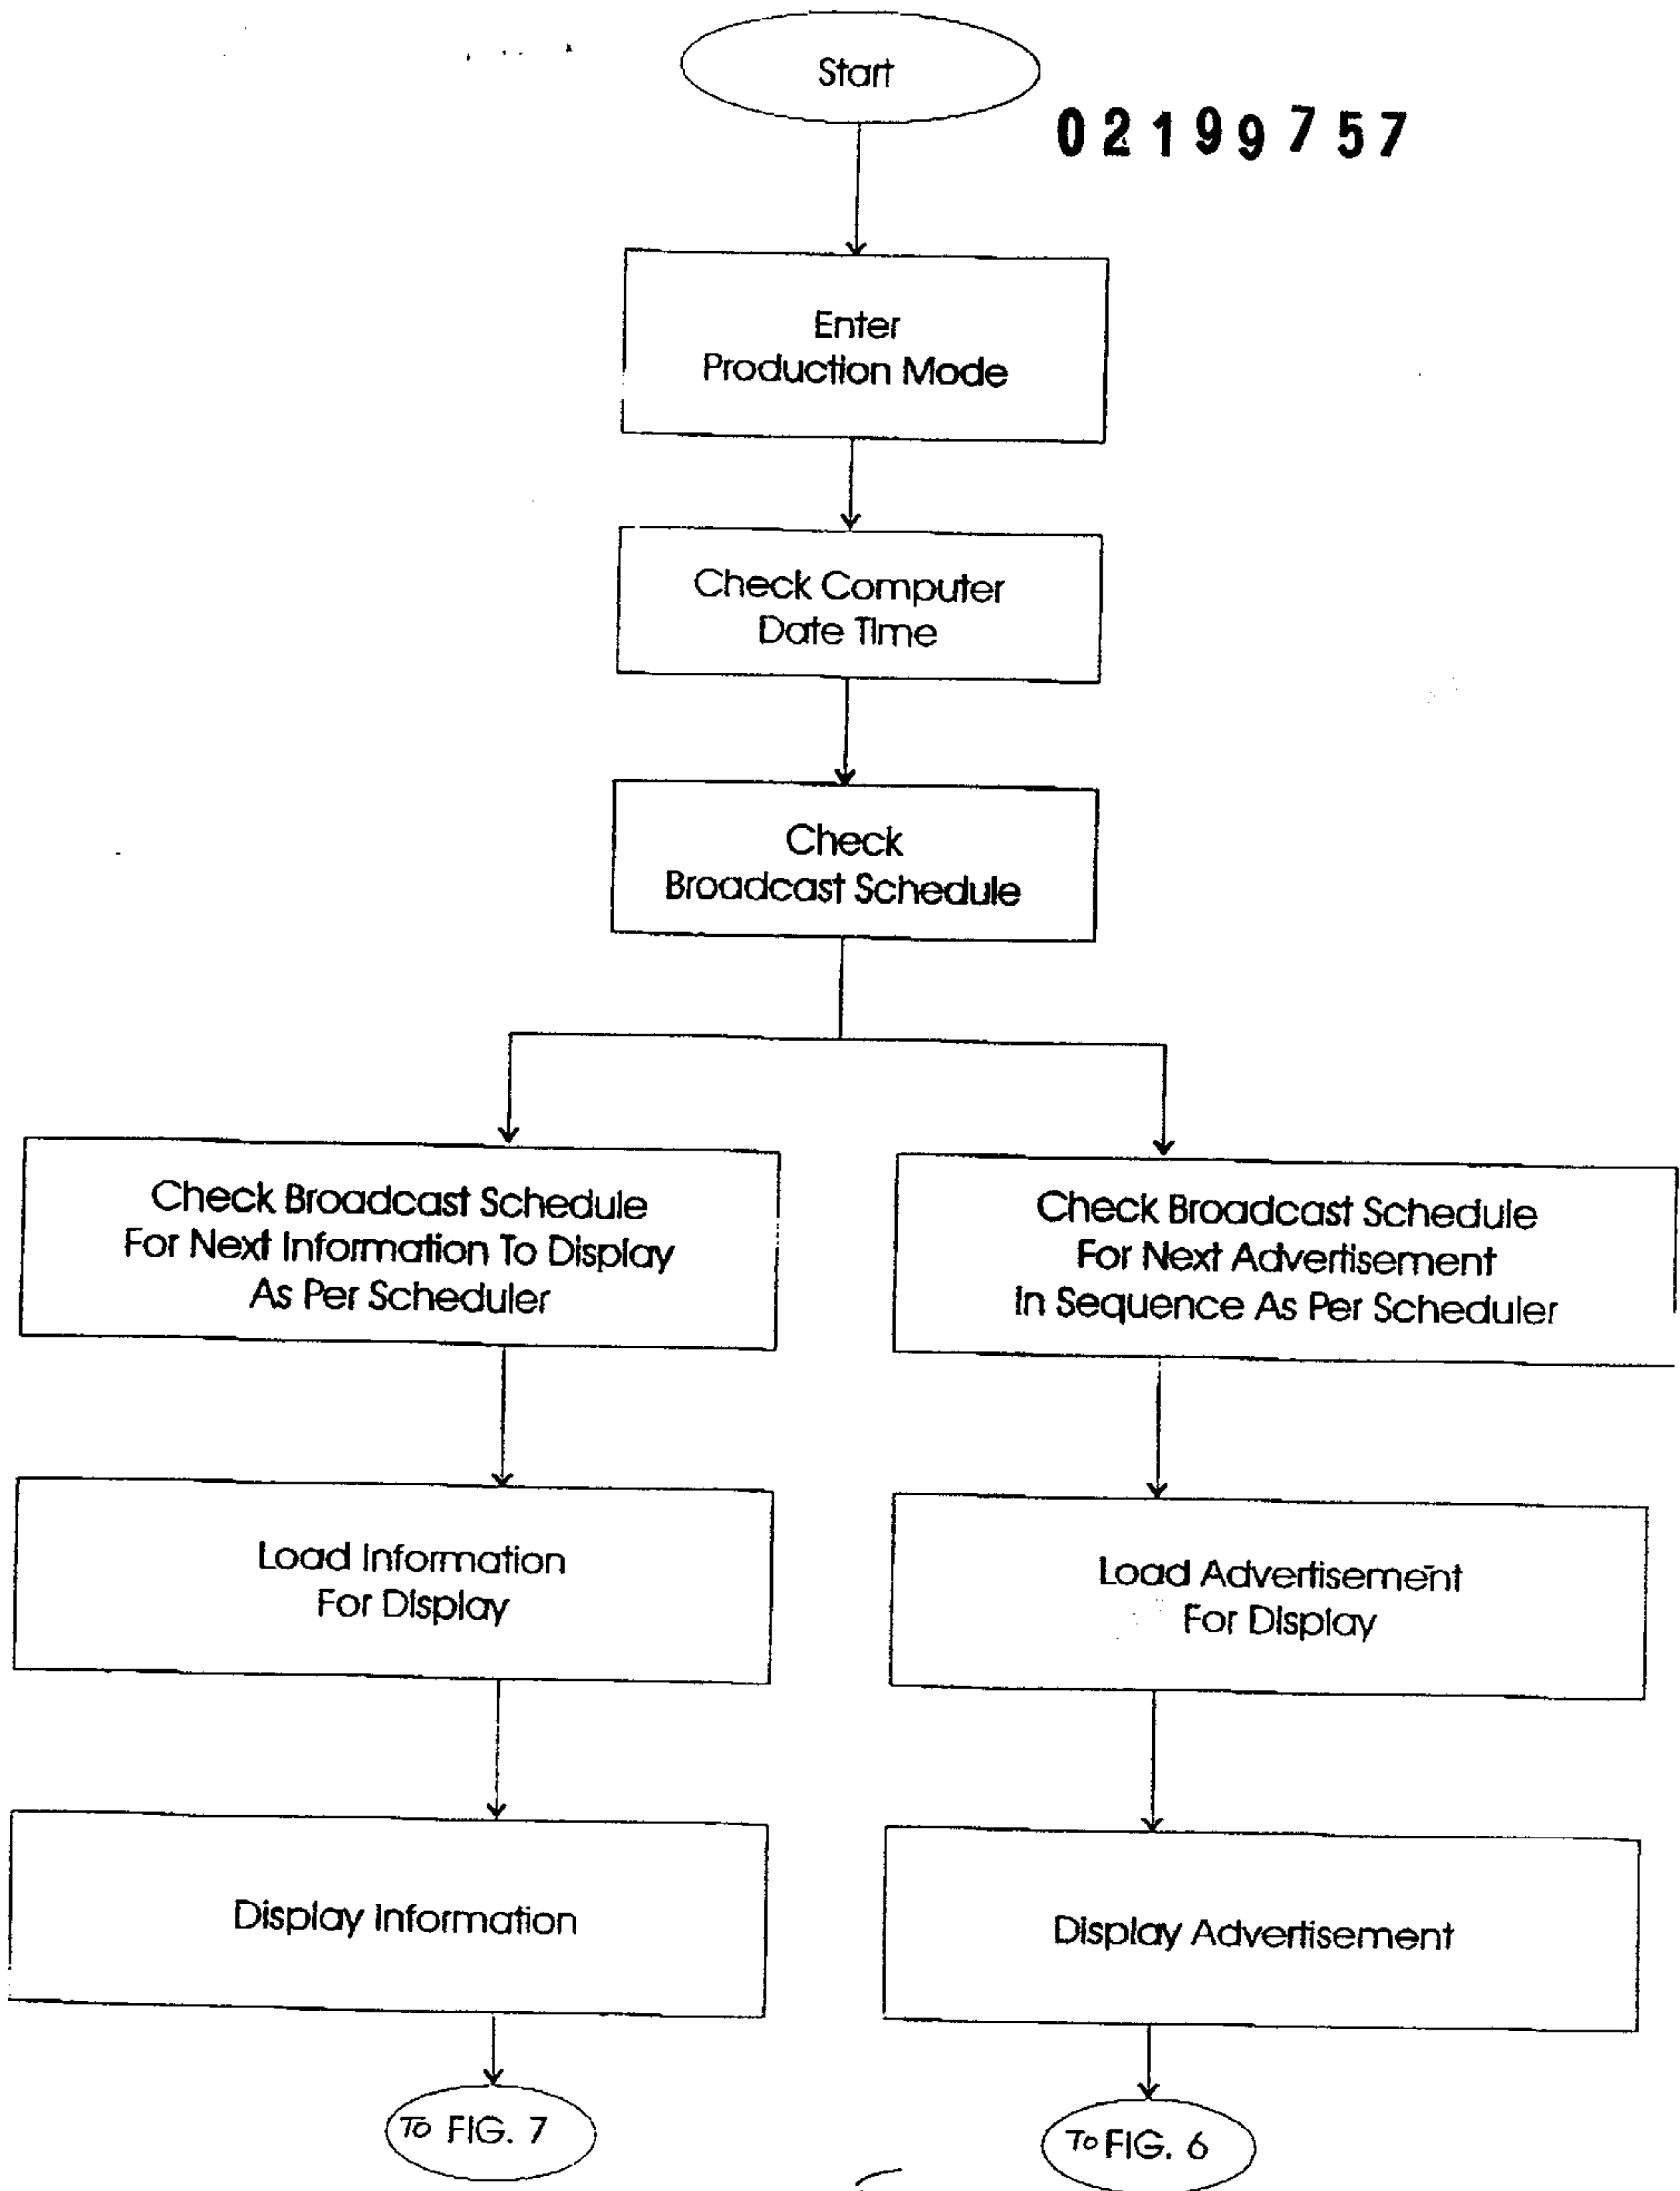 Start
02199757
Enter
Production Mode
Check Computer
Date Time
Check
Broadcast Schedule
Check Broadcast Schedule
For Next Information To Display
As Per Scheduler
Check Broadcast Schedule
For Next Advertisement
In Sequence As Per Scheduler
Load Information
For Display
Load Advertisement
For Display
Display Information
Display Advertisement
To FIG. 7
To FIG. 6